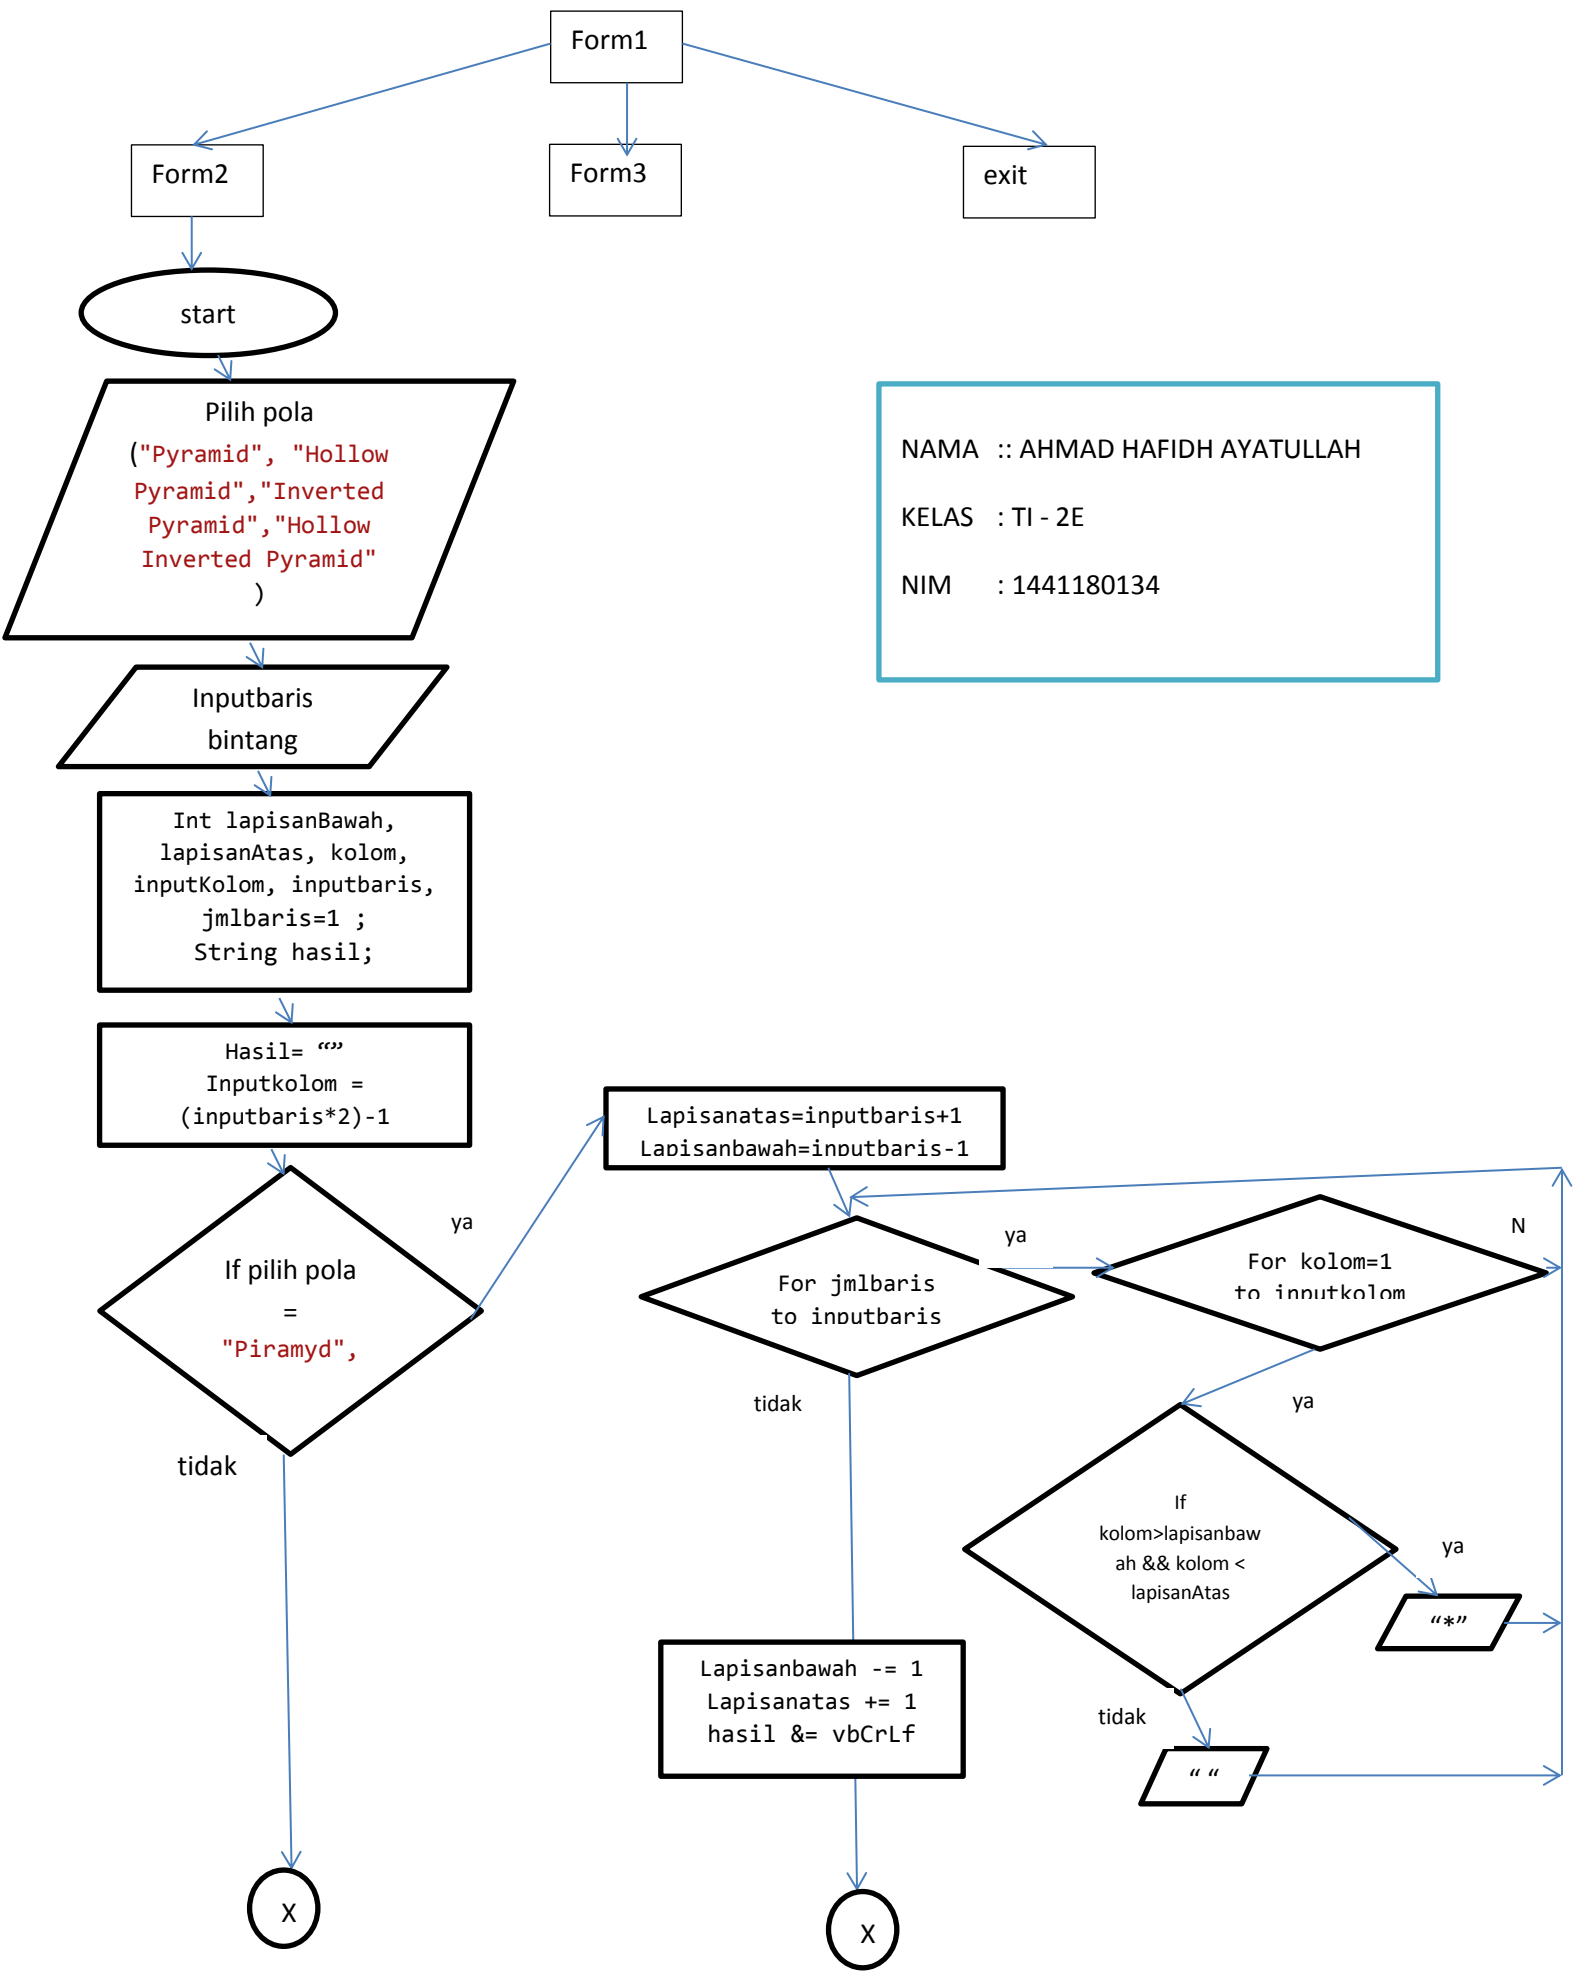 Form1
Form2
Form3
exit
start
Pilih pola
("Pyramid", "Hollow
Pyramid","Inverted
Pyramid","Hollow
Inverted Pyramid"
)
NAMA :: AHMAD HAFIDH AYATULLAH
KELAS : TI - 2E
NIM : 1441180134
Inputbaris
bintang
Int lapisanBawah,
lapisanAtas, kolom,
inputKolom, inputbaris,
jmlbaris=1 ;
String hasil;
Hasil= “”
Inputkolom =
(inputbaris*2)-1
If pilih pola
=
"Piramyd",
ya
tidak
X
Lapisanatas=inputbaris+1
Lapisanbawah=inputbaris-1
For jmlbaris
to inputbaris
ya
tidak
For kolom=1
to inputkolom
N
ya
If
kolom>lapisanbaw
ah && kolom <
lapisanAtas
ya
“*”
tidak
“ “
Lapisanbawah -= 1
Lapisanatas += 1
hasil &= vbCrLf
X